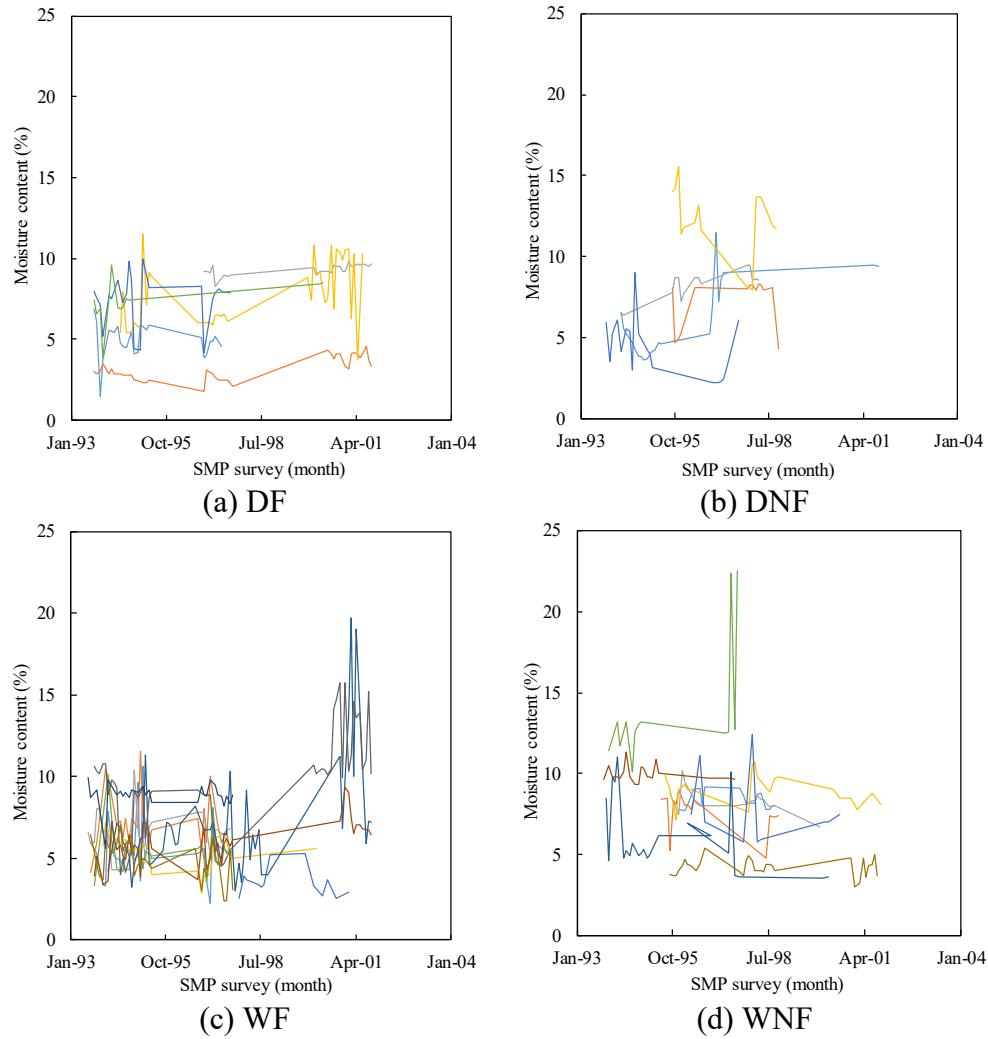 25
20
15
10
5
0
Moisture content (%)
Jan-93 Oct-95 Jul-98 Apr-01 Jan-04
SMP survey (month)
(a) DF
25
20
15
10
5
0
Moisture content (%)
Jan-93 Oct-95 Jul-98 Apr-01 Jan-04
SMP survey (month)
(b) DNF
25
20
15
10
5
0
Moisture content (%)
Jan-93 Oct-95 Jul-98 Apr-01 Jan-04
SMP survey (month)
(c) WF
25
20
15
10
5
0
Moisture content (%)
Jan-93 Oct-95 Jul-98 Apr-01 Jan-04
SMP survey (month)
(d) WNF